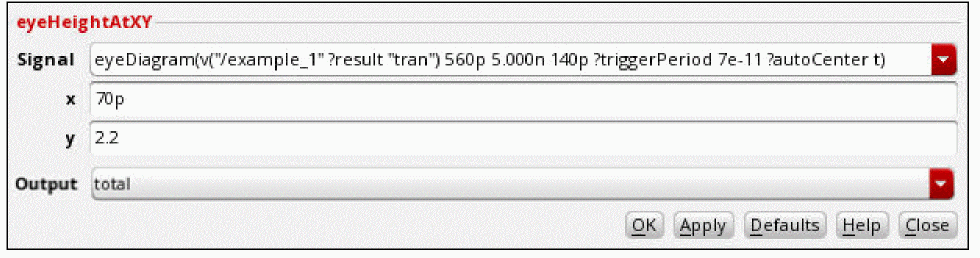 eyeHeightAtXY
Signal eyeDiagram(v("/example_1" ?result "tran") 560p 5.000n 140p ?triggerPeriod 7e-11 ?autoCenter t)
x 70p
y 2.2
Output total
OK Apply Defaults Help Close